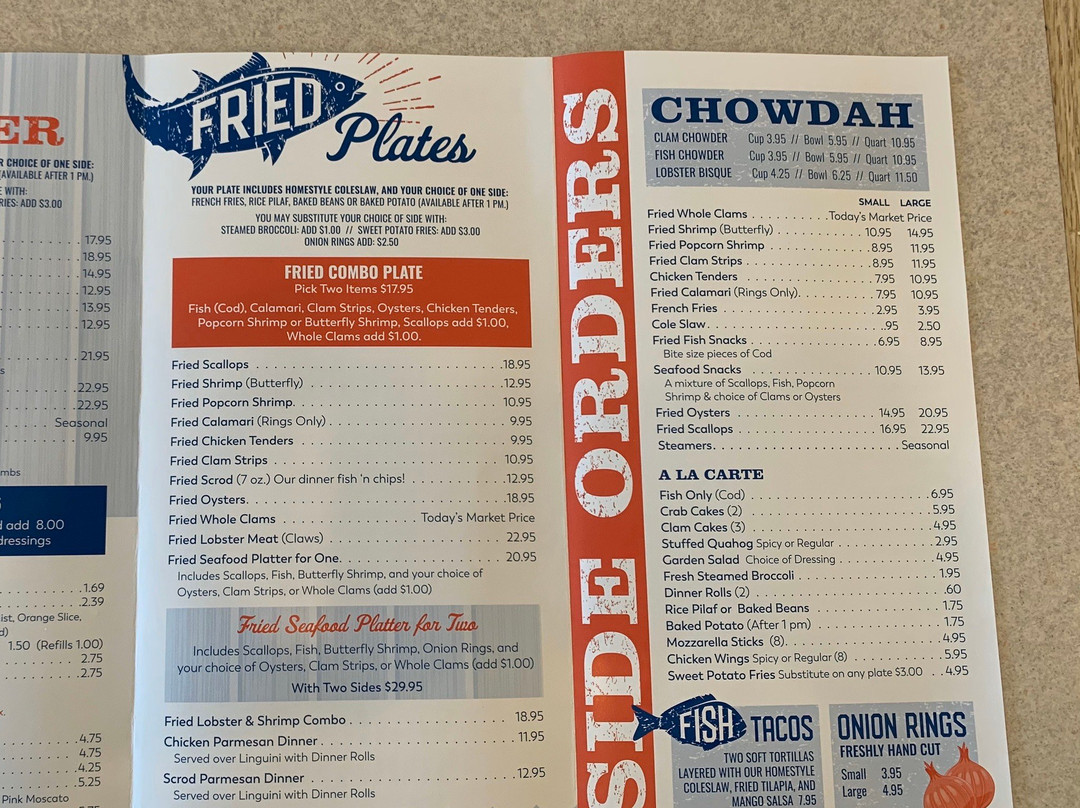 ER
R CHOICE OF ONE SIDE:
(AVAILABLE AFTER 1 P.M.)
E WITH:
RIES: ADD $3.00
17.95
18.95
14.95
12.95
13.95
12.95
21.95
s
22.95
22.95
Seasonal
9.95
mbs
S
d add 8.00
dressings
1.69
2.39
ist, Orange Slice,
d)
1.50 (Refills 1.00)
2.75
2.75
k.
4.75
4.75
4.25
5.25
Pink Moscato
FRIED
Plates
YOUR PLATE INCLUDES HOMESTYLE COLESLAW, AND YOUR CHOICE OF ONE SIDE:
FRENCH FRIES, RICE PILAF, BAKED BEANS OR BAKED POTATO (AVAILABLE AFTER 1 P.M.)
YOU MAY SUBSTITUTE YOUR CHOICE OF SIDE WITH:
STEAMED BROCCOLI: ADD $1.00 // SWEET POTATO FRIES: ADD $3.00
ONION RINGS ADD: $2.50
FRIED COMBO PLATE
Pick Two Items $17.95
Fish (Cod), Calamari, Clam Strips, Oysters, Chicken Tenders,
Popcorn Shrimp or Butterfly Shrimp, Scallops add $1.00,
Whole Clams add $1.00.
Fried Scallops 18.95
Fried Shrimp (Butterfly) 12.95
Fried Popcorn Shrimp 10.95
Fried Calamari (Rings Only) 9.95
Fried Chicken Tenders 9.95
Fried Clam Strips 10.95
Fried Scrod (7 oz.) Our dinner fish 'n chips! 12.95
Fried Oysters 18.95
Fried Whole Clams Today's Market Price
Fried Lobster Meat (Claws) 22.95
Fried Seafood Platter for One 20.95
Includes Scallops, Fish, Butterfly Shrimp, and your choice of
Oysters, Clam Strips, or Whole Clams (add $1.00)
Fried Seafood Platter for Two
Includes Scallops, Fish, Butterfly Shrimp, Onion Rings, and
your choice of Oysters, Clam Strips, or Whole Clams (add $1.00)
With Two Sides $29.95
Fried Lobster & Shrimp Combo 18.95
Chicken Parmesan Dinner 11.95
Served over Linguini with Dinner Rolls
Scrod Parmesan Dinner 12.95
Served over Linguini with Dinner Rolls
SIDE ORDERS
CHOWDAH
CLAM CHOWDER Cup 3.95 // Bowl 5.95 // Quart 10.95
FISH CHOWDER Cup 3.95 // Bowl 5.95 // Quart 10.95
LOBSTER BISQUE Cup 4.25 // Bowl 6.25 // Quart 11.50
SMALL LARGE
Fried Whole Clams Today's Market Price
Fried Shrimp (Butterfly) 10.95 14.95
Fried Popcorn Shrimp 8.95 11.95
Fried Clam Strips 8.95 11.95
Chicken Tenders 7.95 10.95
Fried Calamari (Rings Only) 7.95 10.95
French Fries 2.95 3.95
Cole Slaw .95 2.50
Fried Fish Snacks 6.95 8.95
Bite size pieces of Cod
Seafood Snacks 10.95 13.95
A mixture of Scallops, Fish, Popcorn
Shrimp & choice of Clams or Oysters
Fried Oysters 14.95 20.95
Fried Scallops 16.95 22.95
Steamers Seasonal
A LA CARTE
Fish Only (Cod) 6.95
Crab Cakes (2) 5.95
Clam Cakes (3) 4.95
Stuffed Quahog Spicy or Regular 2.95
Garden Salad Choice of Dressing 4.95
Fresh Steamed Broccoli 1.95
Dinner Rolls (2) .60
Rice Pilaf or Baked Beans 1.75
Baked Potato (After 1 pm) 1.75
Mozzarella Sticks (8) 4.95
Chicken Wings Spicy or Regular (8) 5.95
Sweet Potato Fries Substitute on any plate $3.00 4.95
FISH TACOS
TWO SOFT TORTILLAS
LAYERED WITH OUR HOMESTYLE
COLESLAW, FRIED TILAPIA, AND
MANGO SALSA 7.95
ONION RINGS
FRESHLY HAND CUT
Small 3.95
Large 4.95